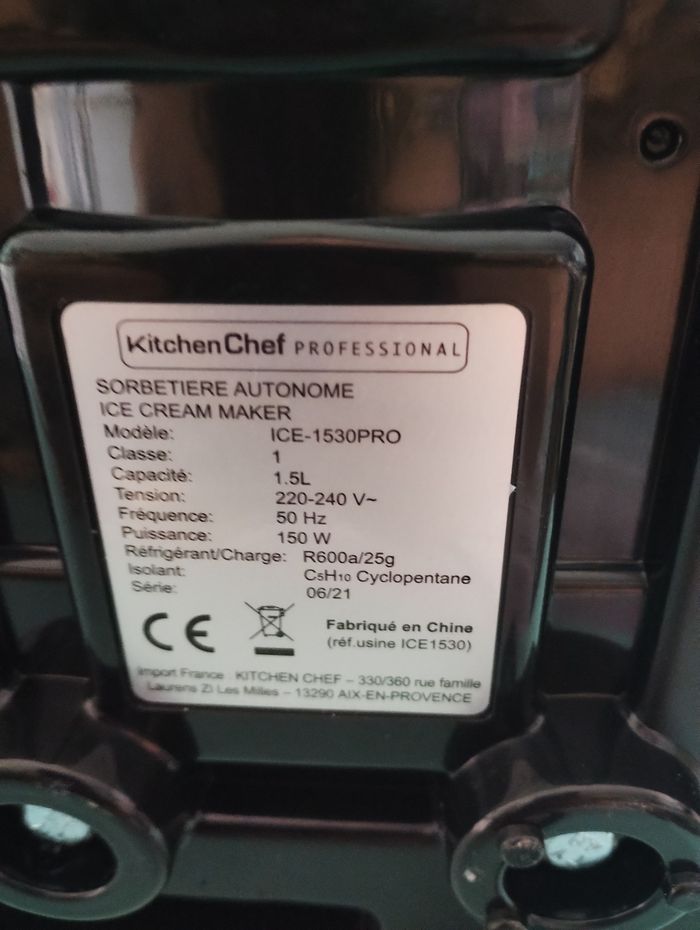 KitchenChef PROFESSIONAL
SORBETIERE AUTONOME
ICE CREAM MAKER
Modèle: ICE-1530PRO
Classe: 1
Capacité: 1.5L
Tension: 220-240 V~
Fréquence: 50 Hz
Puissance: 150 W
Réfrigérant/Charge: R600a/25g
Isolant: C₅H₁₀ Cyclopentane
Série: 06/21
CE
Fabriqué en Chine
(réf.usine ICE1530)
Import France : KITCHEN CHEF – 330/360 rue famille
Laurens ZI Les Milles – 13290 AIX-EN-PROVENCE